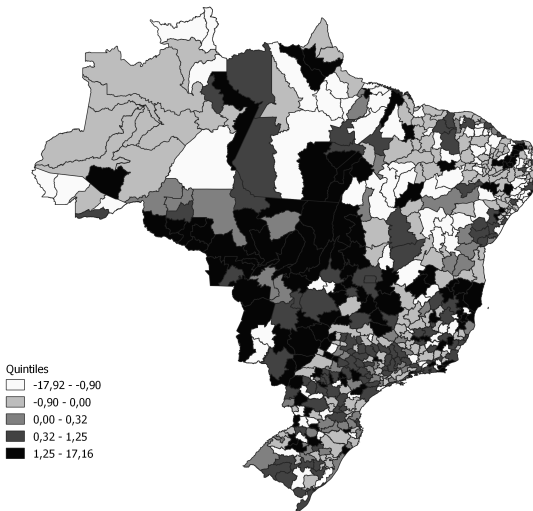 Quintiles
-17,92 - -0,90
-0,90 - 0,00
0,00 - 0,32
0,32 - 1,25
1,25 - 17,16